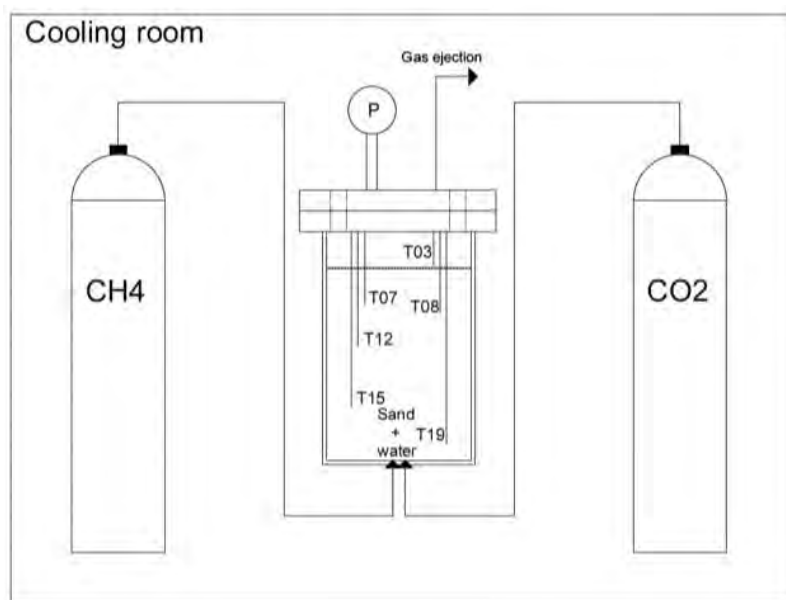 Cooling room
Gas ejection
P
T03
CH4
CO2
T07
T08
T12
T15
Sand
+
T19
water